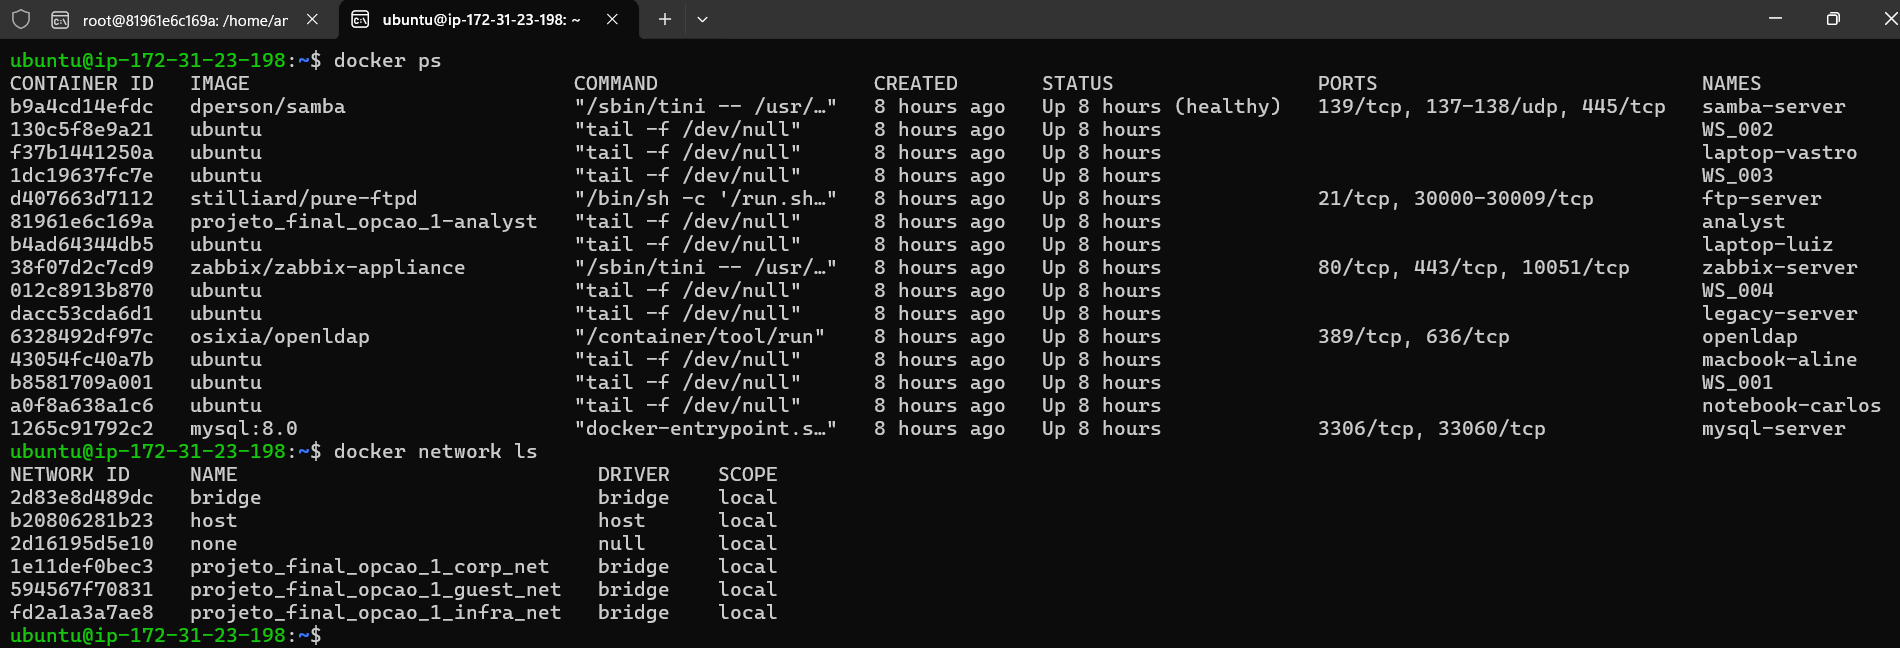 root@81961e6c169a: /home/ar
ubuntu@ip-172-31-23-198: ~
ubuntu@ip-172-31-23-198:~$ docker ps
CONTAINER ID   IMAGE                           COMMAND                  CREATED       STATUS                 PORTS                           NAMES
b9a4cd14efdc   dperson/samba                   "/sbin/tini -- /usr/…"   8 hours ago   Up 8 hours (healthy)   139/tcp, 137-138/udp, 445/tcp   samba-server
130c5f8e9a21   ubuntu                          "tail -f /dev/null"      8 hours ago   Up 8 hours                                             WS_002
f37b1441250a   ubuntu                          "tail -f /dev/null"      8 hours ago   Up 8 hours                                             laptop-vastro
1dc19637fc7e   ubuntu                          "tail -f /dev/null"      8 hours ago   Up 8 hours                                             WS_003
d407663d7112   stilliard/pure-ftpd             "/bin/sh -c '/run.sh…"   8 hours ago   Up 8 hours             21/tcp, 30000-30009/tcp         ftp-server
81961e6c169a   projeto_final_opcao_1-analyst   "tail -f /dev/null"      8 hours ago   Up 8 hours                                             analyst
b4ad64344db5   ubuntu                          "tail -f /dev/null"      8 hours ago   Up 8 hours                                             laptop-luiz
38f07d2c7cd9   zabbix/zabbix-appliance         "/sbin/tini -- /usr/…"   8 hours ago   Up 8 hours             80/tcp, 443/tcp, 10051/tcp      zabbix-server
012c8913b870   ubuntu                          "tail -f /dev/null"      8 hours ago   Up 8 hours                                             WS_004
dacc53cda6d1   ubuntu                          "tail -f /dev/null"      8 hours ago   Up 8 hours                                             legacy-server
6328492df97c   osixia/openldap                 "/container/tool/run"    8 hours ago   Up 8 hours             389/tcp, 636/tcp                openldap
43054fc40a7b   ubuntu                          "tail -f /dev/null"      8 hours ago   Up 8 hours                                             macbook-aline
b8581709a001   ubuntu                          "tail -f /dev/null"      8 hours ago   Up 8 hours                                             WS_001
a0f8a638a1c6   ubuntu                          "tail -f /dev/null"      8 hours ago   Up 8 hours                                             notebook-carlos
1265c91792c2   mysql:8.0                       "docker-entrypoint.s…"   8 hours ago   Up 8 hours             3306/tcp, 33060/tcp             mysql-server
ubuntu@ip-172-31-23-198:~$ docker network ls
NETWORK ID     NAME                              DRIVER    SCOPE
2d83e8d489dc   bridge                            bridge    local
b20806281b23   host                              host      local
2d16195d5e10   none                              null      local
1e11def0bec3   projeto_final_opcao_1_corp_net    bridge    local
594567f70831   projeto_final_opcao_1_guest_net   bridge    local
fd2a1a3a7ae8   projeto_final_opcao_1_infra_net   bridge    local
ubuntu@ip-172-31-23-198:~$